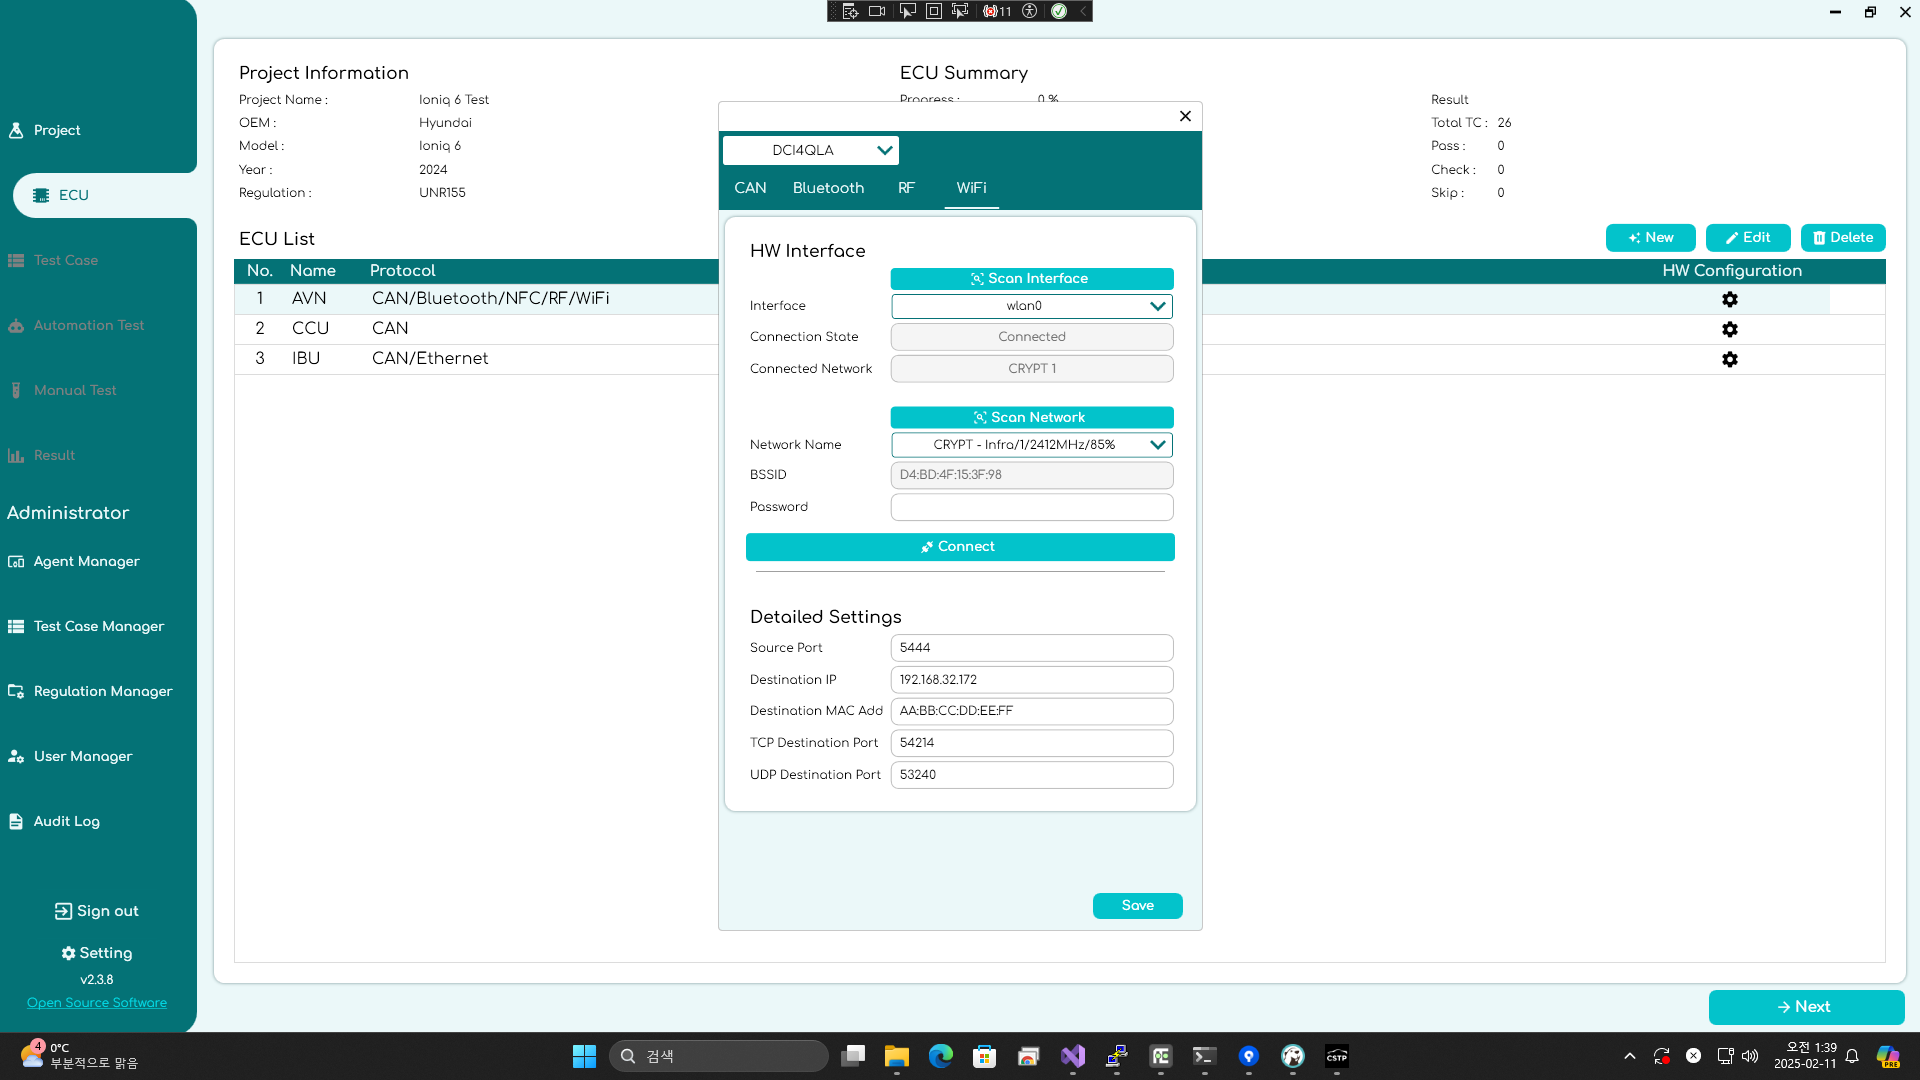 11
Project
ECU
Test Case
Automation Test
Manual Test
Result
Administrator
Agent Manager
Test Case Manager
Regulation Manager
User Manager
Audit Log
Sign out
Setting
v2.3.8
Open Source Software
Project Information
Project Name : Ioniq 6 Test
OEM : Hyundai
Model : Ioniq 6
Year : 2024
Regulation : UNR155
ECU Summary
Progress : 0 %
Result
Total TC : 26
Pass : 0
Check : 0
Skip : 0
ECU List
New Edit Delete
No. Name Protocol HW Configuration
1 AVN CAN/Bluetooth/NFC/RF/WiFi
2 CCU CAN
3 IBU CAN/Ethernet
DCI4QLA
CAN Bluetooth RF WiFi
HW Interface
Scan Interface
Interface wlan0
Connection State Connected
Connected Network CRYPT 1
Scan Network
Network Name CRYPT - Infra/1/2412MHz/85%
BSSID D4:BD:4F:15:3F:98
Password
Connect
Detailed Settings
Source Port 5444
Destination IP 192.168.32.172
Destination MAC Add AA:BB:CC:DD:EE:FF
TCP Destination Port 54214
UDP Destination Port 53240
Save
Next
4
0°C
부분적으로 맑음
검색
CSTP
오전 1:39
2025-02-11
PRE